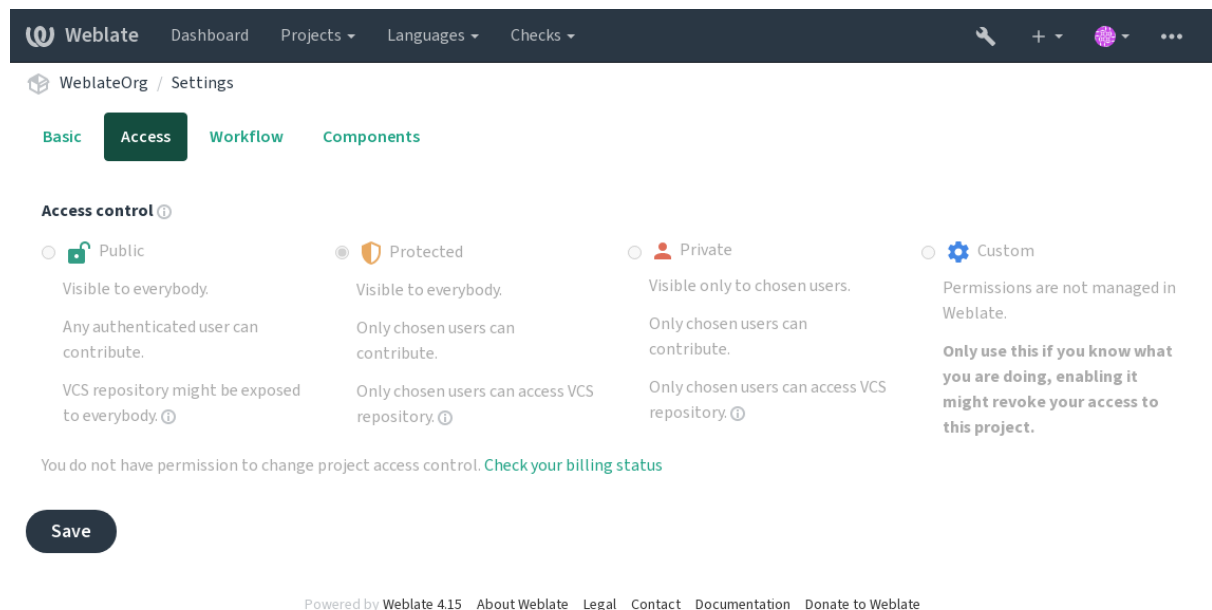 Weblate Dashboard Projects Languages Checks
WeblateOrg / Settings
Basic Access Workflow Components
Access control
Public
Visible to everybody.
Any authenticated user can
contribute.
VCS repository might be exposed
to everybody.
Protected
Visible to everybody.
Only chosen users can
contribute.
Only chosen users can access VCS
repository.
Private
Visible only to chosen users.
Only chosen users can
contribute.
Only chosen users can access VCS
repository.
Custom
Permissions are not managed in
Weblate.
Only use this if you know what
you are doing, enabling it
might revoke your access to
this project.
You do not have permission to change project access control. Check your billing status
Save
Powered by Weblate 4.15 About Weblate Legal Contact Documentation Donate to Weblate